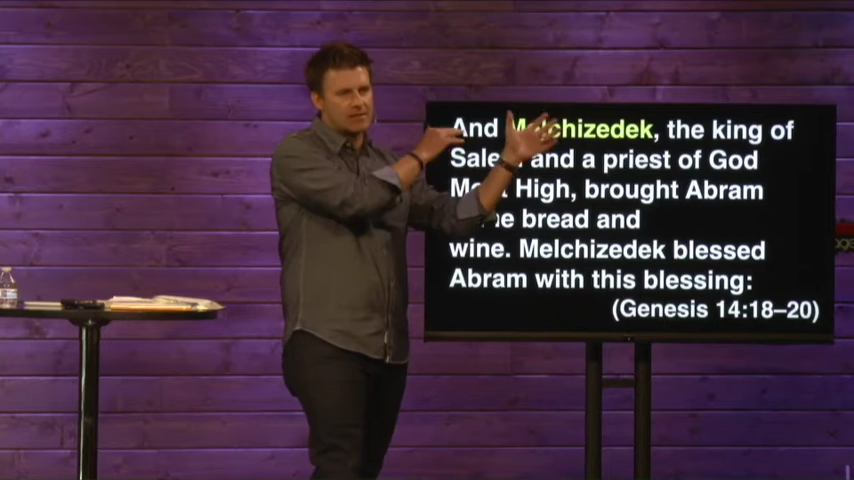 And Melchizedek, the king of
and a priest of God
High, brought Abram
bread and
wine. Melchizedek blessed
Abram with this blessing:
(Genesis 14:18–20)